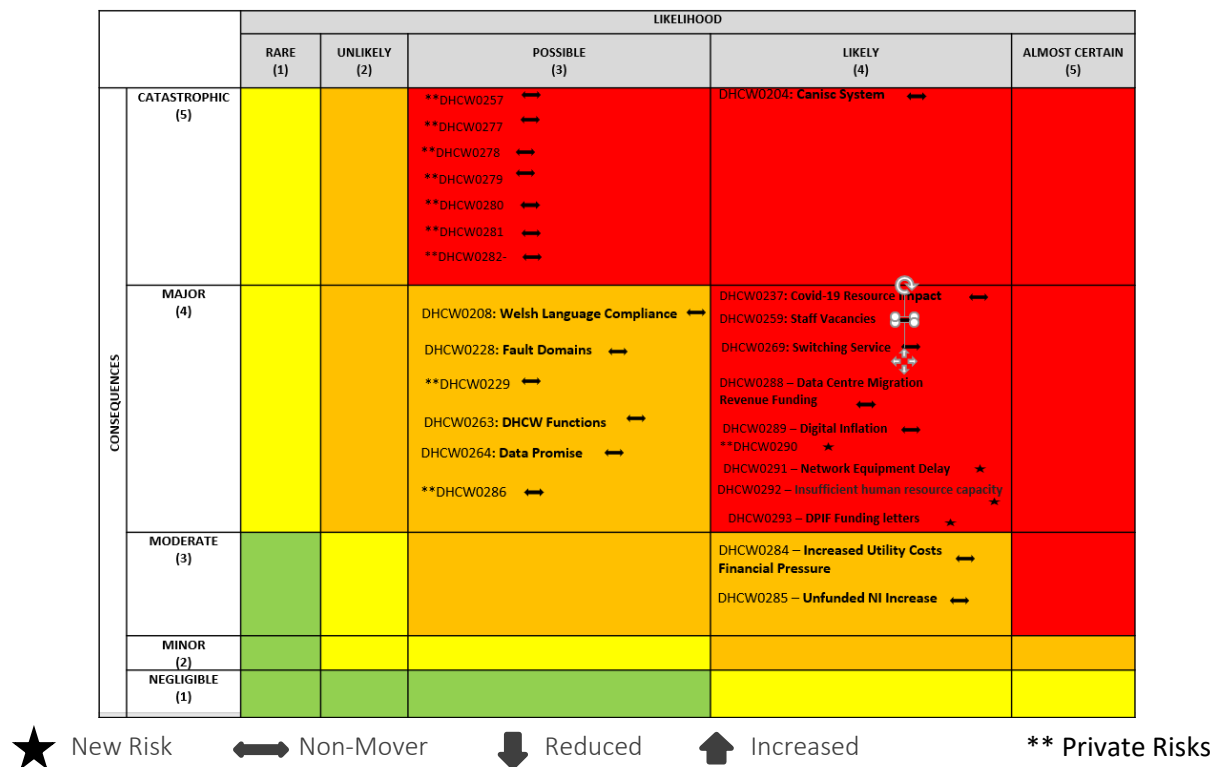 LIKELIHOOD
RARE
(1)
UNLIKELY
(2)
POSSIBLE
(3)
LIKELY
(4)
ALMOST CERTAIN
(5)
CONSEQUENCES
CATASTROPHIC
(5)
**DHCW0257
**DHCW0277
**DHCW0278
**DHCW0279
**DHCW0280
**DHCW0281
**DHCW0282-
DHCW0204: Canisc System
MAJOR
(4)
DHCW0208: Welsh Language Compliance
DHCW0228: Fault Domains
**DHCW0229
DHCW0263: DHCW Functions
DHCW0264: Data Promise
**DHCW0286
DHCW0237: Covid-19 Resource Impact
DHCW0259: Staff Vacancies
DHCW0269: Switching Service
DHCW0288 – Data Centre Migration
Revenue Funding
DHCW0289 – Digital Inflation
**DHCW0290
DHCW0291 – Network Equipment Delay
DHCW0292 – Insufficient human resource capacity
DHCW0293 – DPIF Funding letters
MODERATE
(3)
DHCW0284 – Increased Utility Costs
Financial Pressure
DHCW0285 – Unfunded NI Increase
MINOR
(2)
NEGLIGIBLE
(1)
New Risk
Non-Mover
Reduced
Increased
** Private Risks